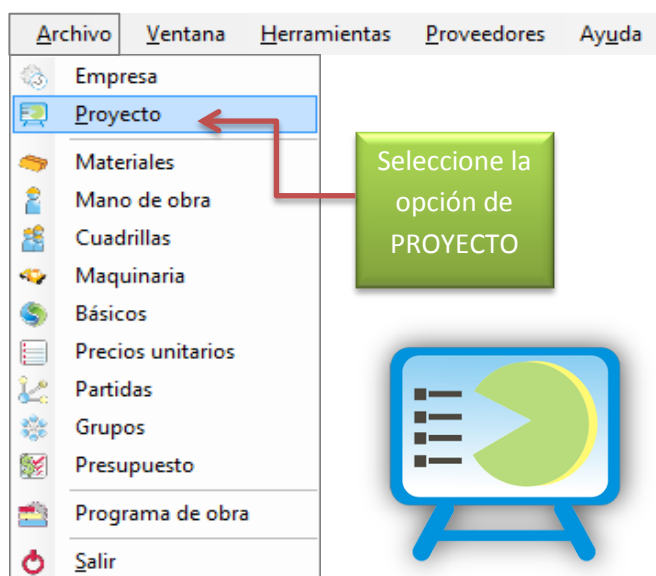 Archivo Ventana Herramientas Proveedores Ayuda
Empresa
Proyecto
Materiales
Mano de obra
Cuadrillas
Maquinaria
Básicos
Precios unitarios
Partidas
Grupos
Presupuesto
Programa de obra
Salir
Seleccione la
opción de
PROYECTO